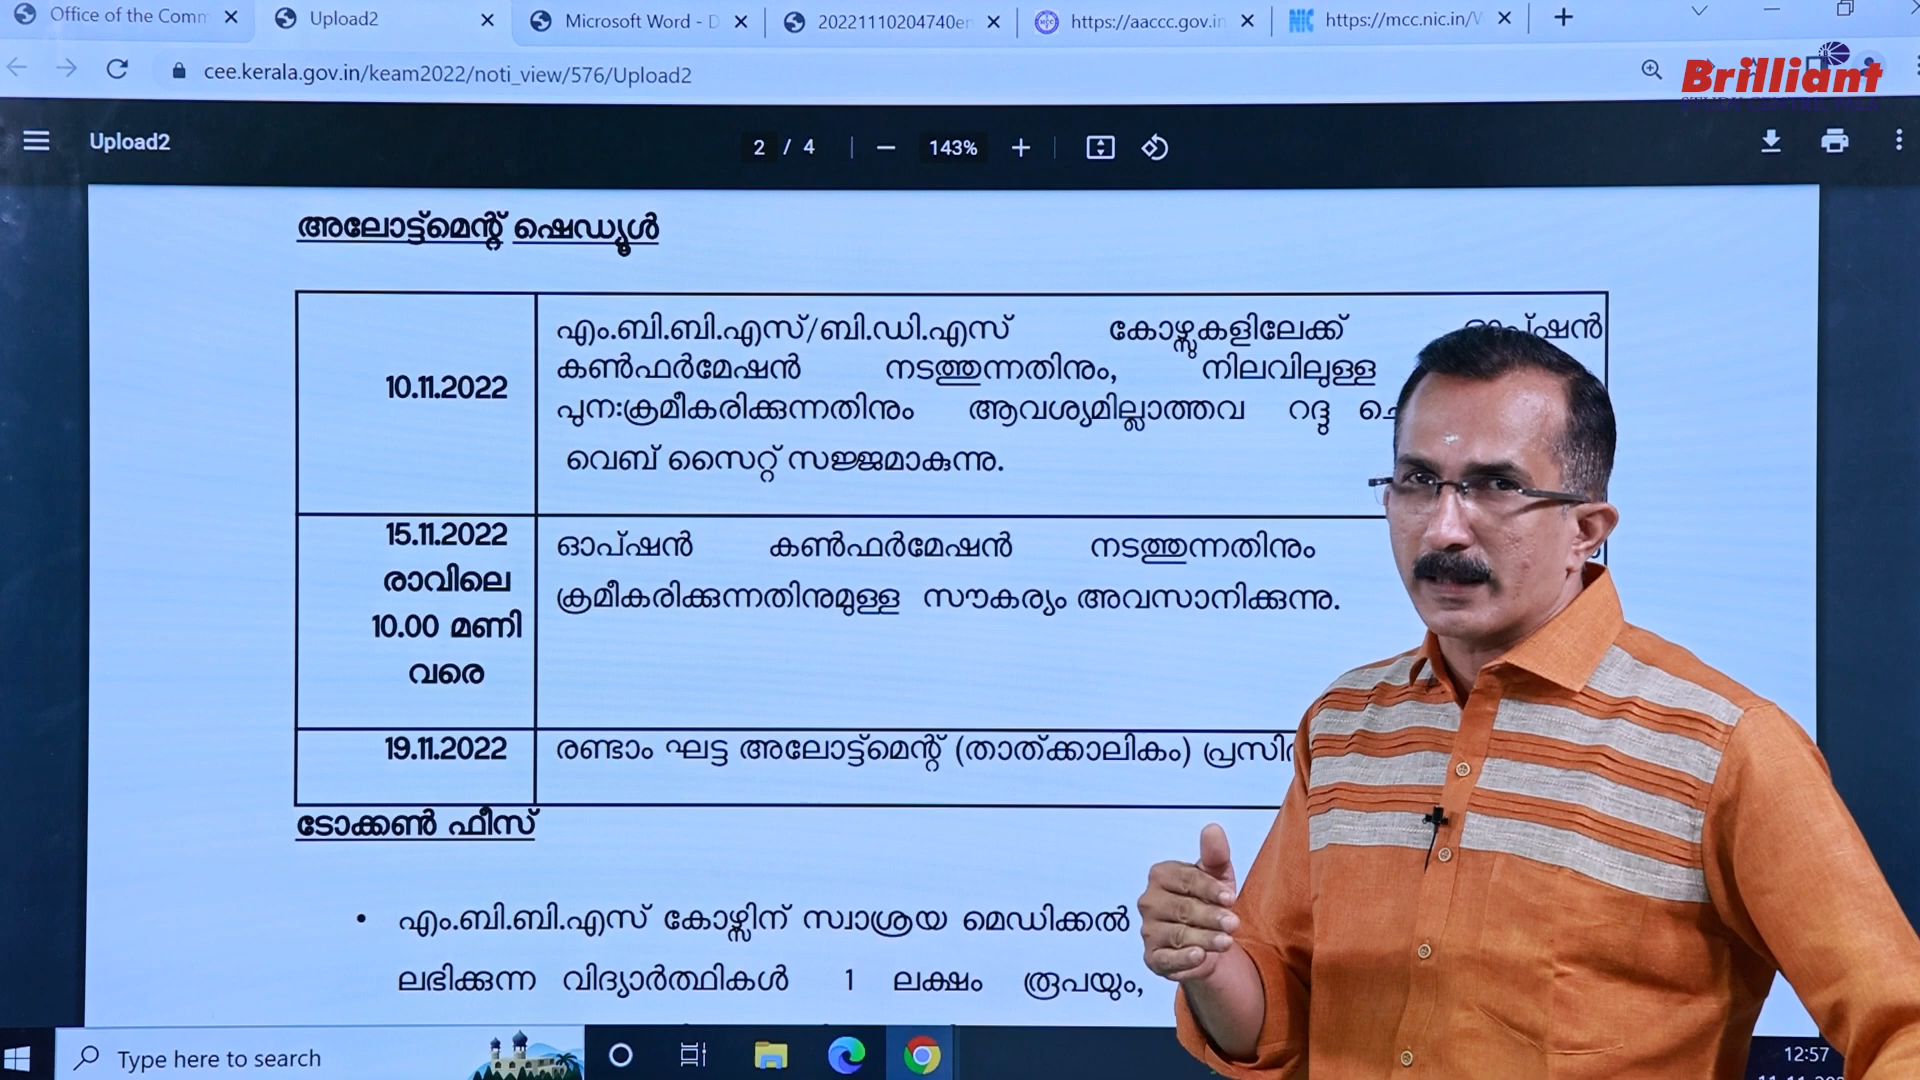 Office of the Comm
Upload2
Microsoft Word - D
20221110204740en
https://aaccc.gov.in
https://mcc.nic.in/
cee.kerala.gov.in/keam2022/noti_view/576/Upload2
Brilliant
Upload2
2 / 4
143%
അലോട്ട്മെന്റ് ഷെഡ്യൂൾ
10.11.2022
എം.ബി.ബി.എസ്/ബി.ഡി.എസ് കോഴ്സുകളിലേക്ക് ഓപ്ഷൻ
കൺഫർമേഷൻ നടത്തുന്നതിനും, നിലവിലുള്ള
പുനഃക്രമീകരിക്കുന്നതിനും ആവശ്യമില്ലാത്തവ റദ്ദു ചെ
വെബ് സൈറ്റ് സജ്ജമാകുന്നു.
15.11.2022
രാവിലെ
10.00 മണി
വരെ
ഓപ്ഷൻ കൺഫർമേഷൻ നടത്തുന്നതിനും
ക്രമീകരിക്കുന്നതിനുമുള്ള സൗകര്യം അവസാനിക്കുന്നു.
19.11.2022
രണ്ടാം ഘട്ട അലോട്ട്മെന്റ് (താത്ക്കാലികം) പ്രസി
ടോക്കൺ ഫീസ്
• എം.ബി.ബി.എസ് കോഴ്സിന് സ്വാശ്രയ മെഡിക്കൽ
ലഭിക്കുന്ന വിദ്യാർത്ഥികൾ 1 ലക്ഷം രൂപയും,
Type here to search
12:57